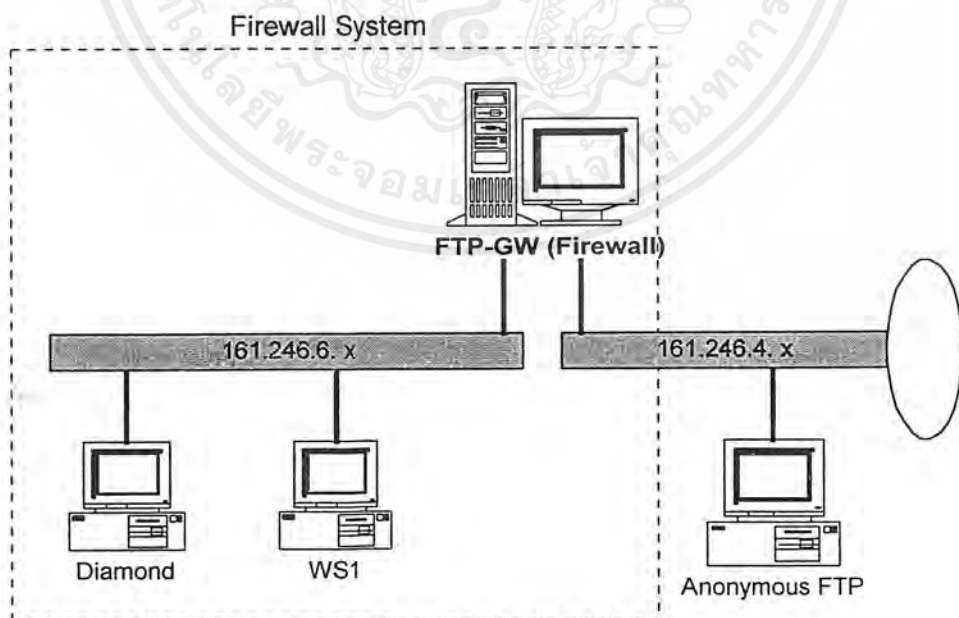 Firewall System
FTP-GW (Firewall)
161.246.6. x
161.246.4. x
Diamond
WS1
Anonymous FTP